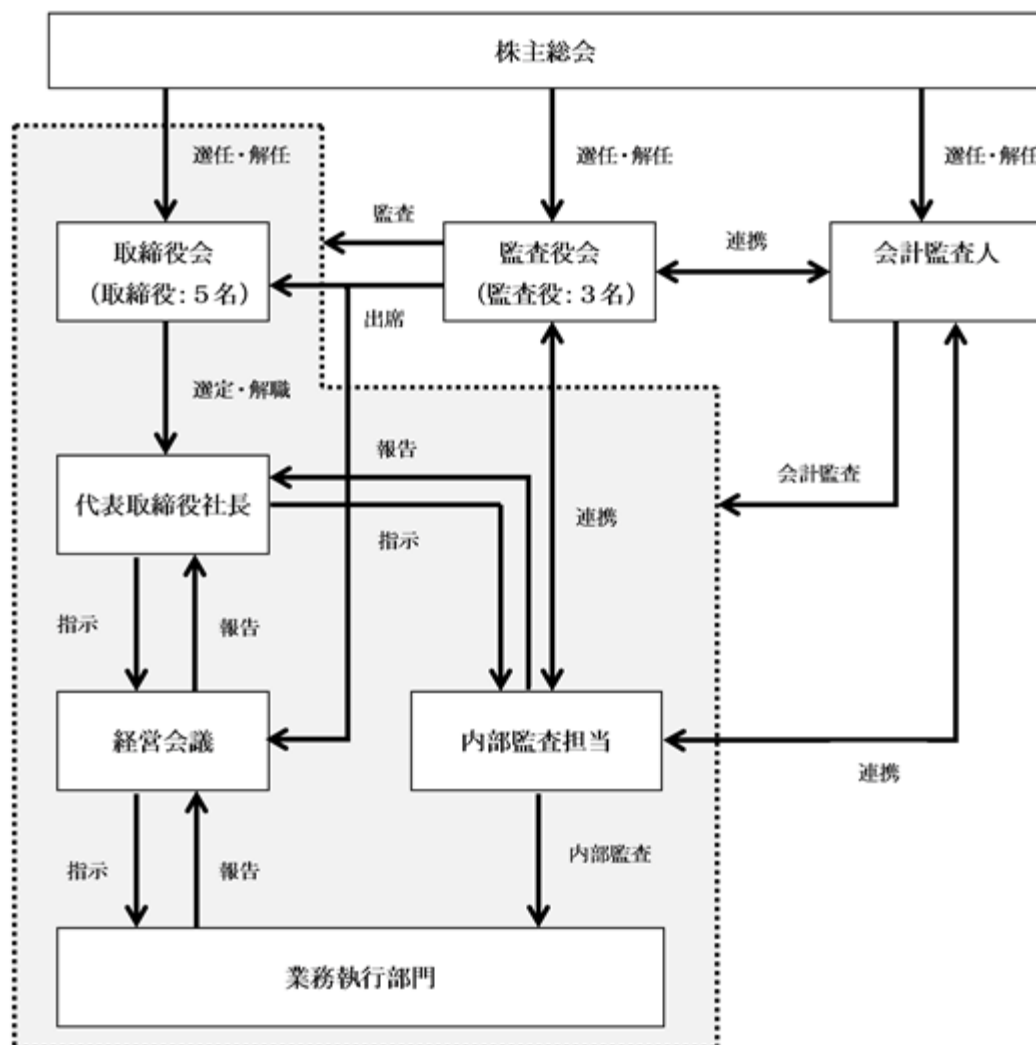 株主総会
選任・解任
選任・解任
選任・解任
監査
取締役会
(取締役:5名)
監査役会
(監査役:3名)
連携
会計監査人
出席
選定・解職
報告
代表取締役社長
指示
連携
会計監査
指示
報告
経営会議
内部監査担当
連携
指示
報告
内部監査
業務執行部門